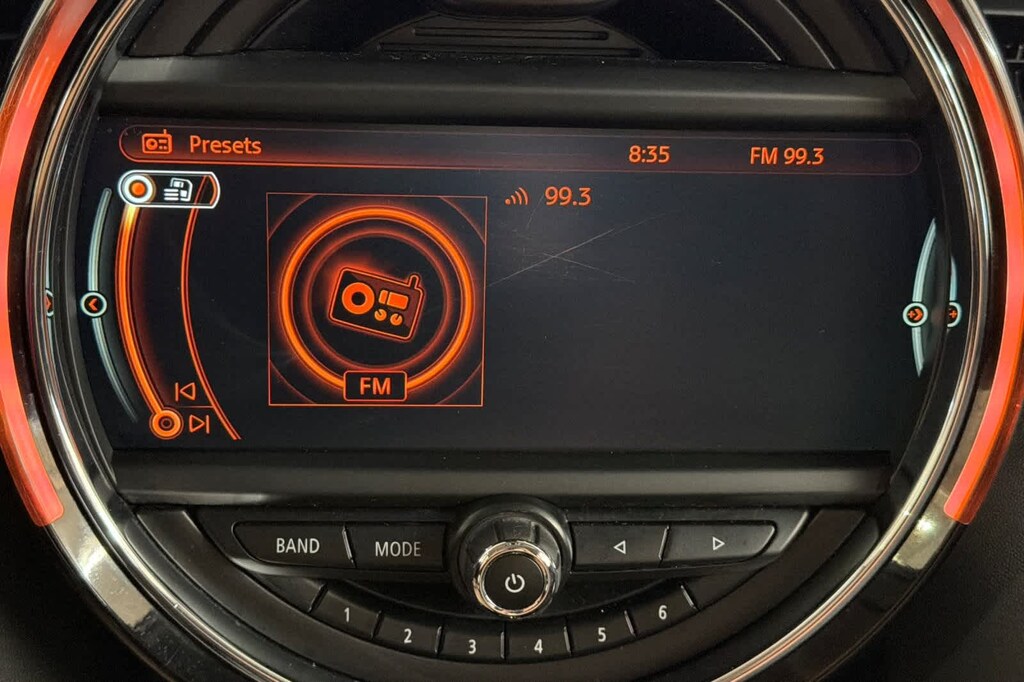 Presets 8:35 FM 99.3
99.3
FM
BAND MODE
1 2 3 4 5 6